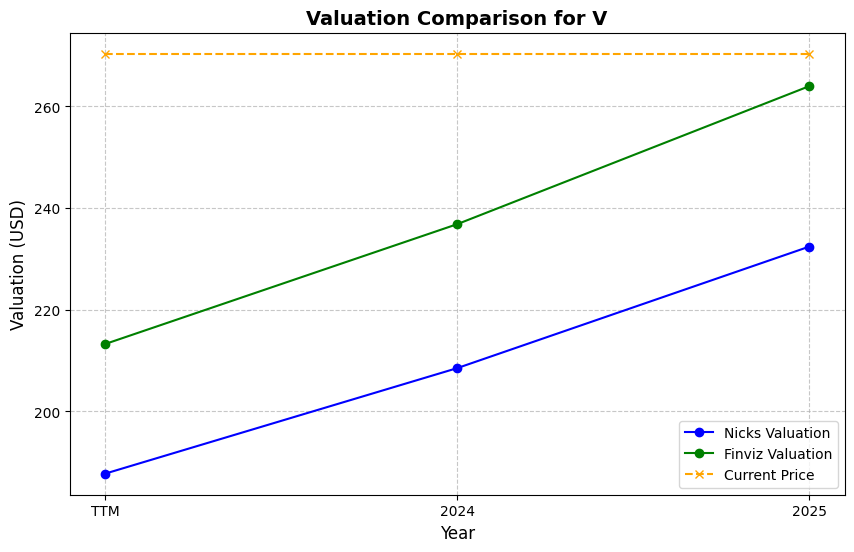 Valuation Comparison for V
Valuation (USD)
260
240
220
200
TTM
2024
2025
Year
Nicks Valuation
Finviz Valuation
Current Price